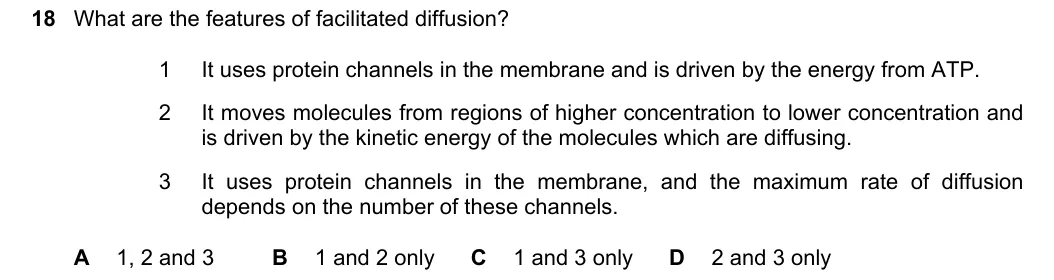 18 What are the features of facilitated diffusion?
1 It uses protein channels in the membrane and is driven by the energy from ATP.
2 It moves molecules from regions of higher concentration to lower concentration and
is driven by the kinetic energy of the molecules which are diffusing.
3 It uses protein channels in the membrane, and the maximum rate of diffusion
depends on the number of these channels.
A 1, 2 and 3 B 1 and 2 only C 1 and 3 only D 2 and 3 only